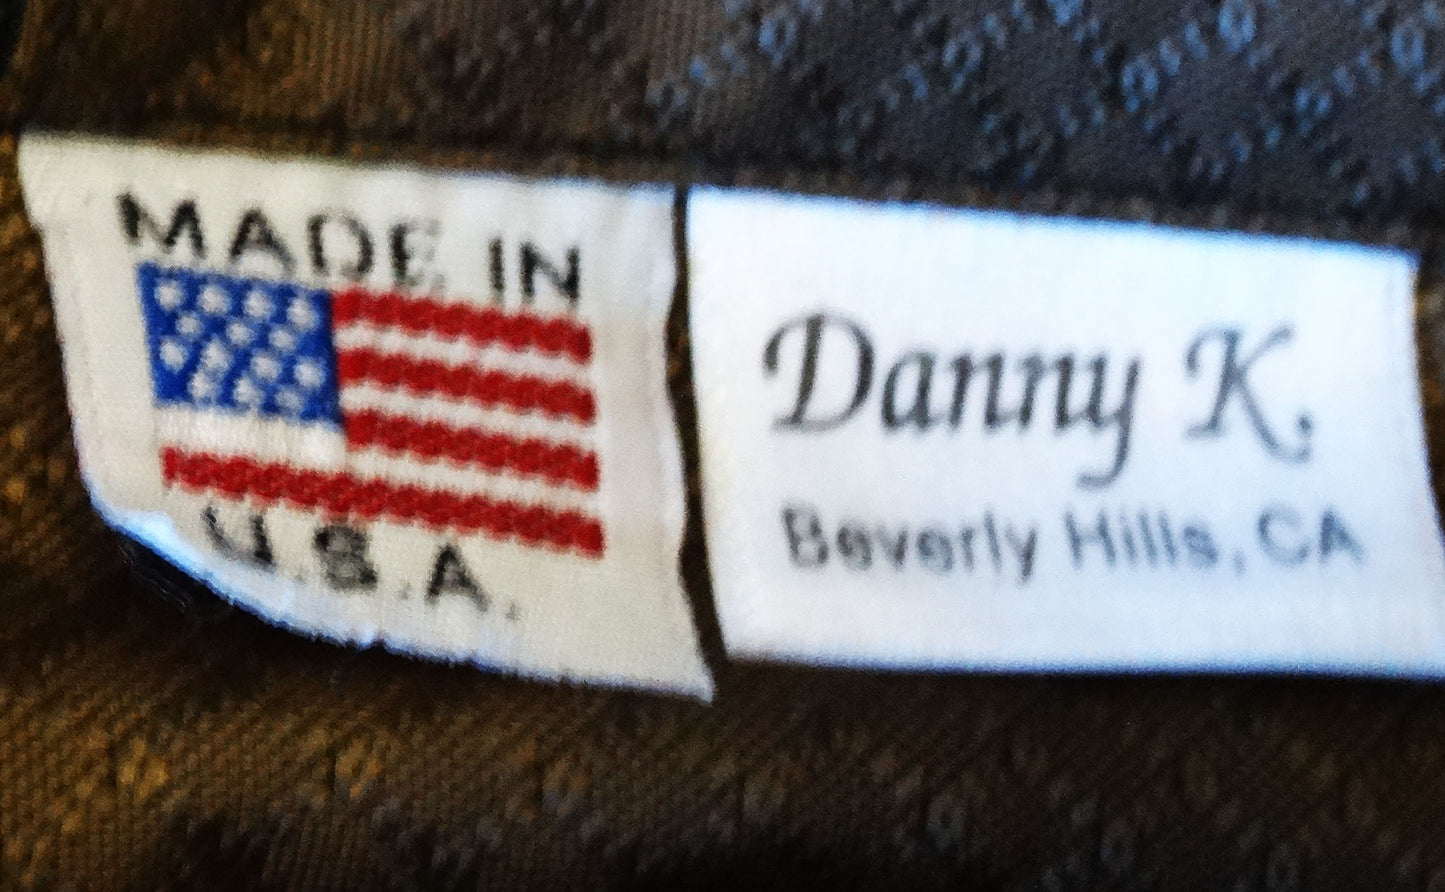 MADE IN
U.S.A.
Danny K.
Beverly Hills, CA